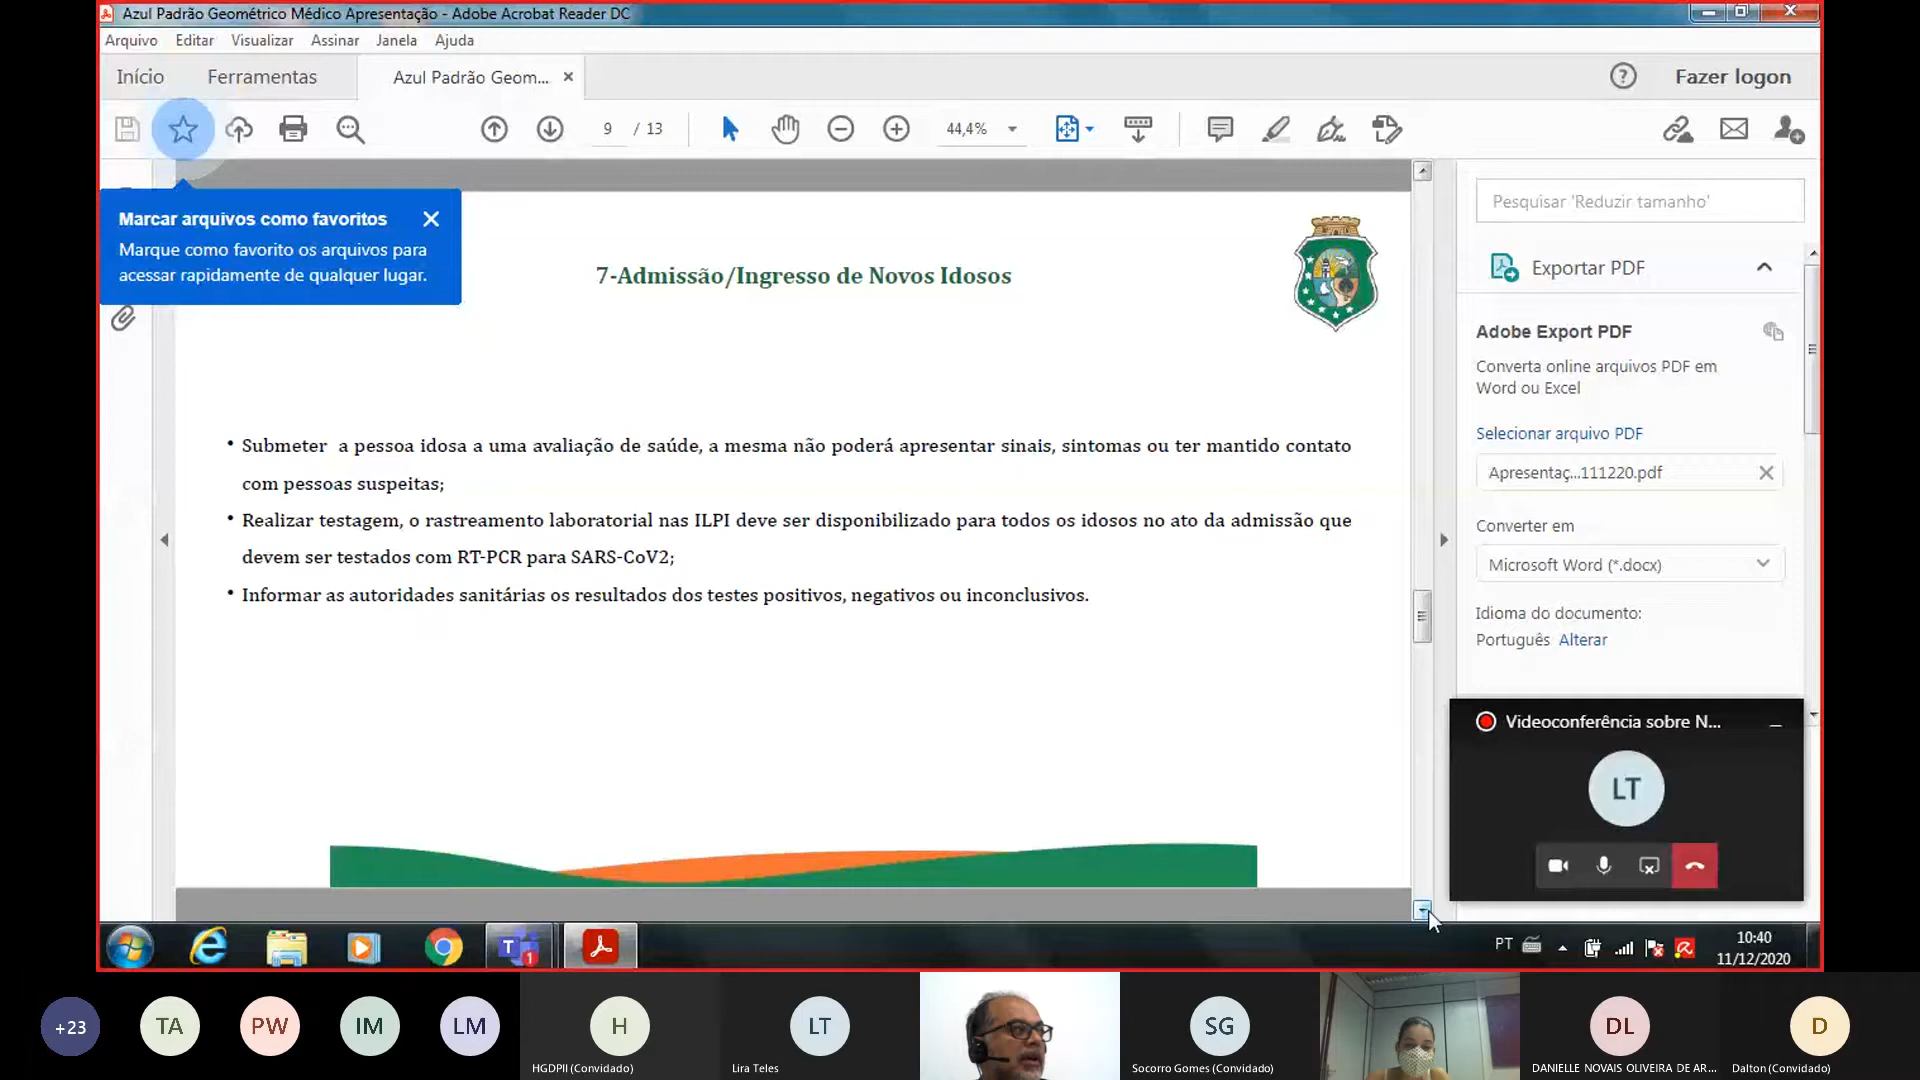 Azul Padrão Geométrico Médico Apresentação - Adobe Acrobat Reader DC
Arquivo Editar Visualizar Assinar Janela Ajuda
Início Ferramentas Azul Padrão Geom... Fazer logon
9 / 13 44,4%
Marcar arquivos como favoritos
Marque como favorito os arquivos para
acessar rapidamente de qualquer lugar.
7-Admissão/Ingresso de Novos Idosos
• Submeter a pessoa idosa a uma avaliação de saúde, a mesma não poderá apresentar sinais, sintomas ou ter mantido contato
com pessoas suspeitas;
• Realizar testagem, o rastreamento laboratorial nas ILPI deve ser disponibilizado para todos os idosos no ato da admissão que
devem ser testados com RT-PCR para SARS-CoV2;
• Informar as autoridades sanitárias os resultados dos testes positivos, negativos ou inconclusivos.
Pesquisar 'Reduzir tamanho'
Exportar PDF
Adobe Export PDF
Converta online arquivos PDF em
Word ou Excel
Selecionar arquivo PDF
Apresentaç...111220.pdf
Converter em
Microsoft Word (*.docx)
Idioma do documento:
Português Alterar
Videoconferência sobre N...
LT
PT
10:40
11/12/2020
1
+23 TA PW IM LM H LT SG DL D
HGDPII (Convidado) Lira Teles Socorro Gomes (Convidado) DANIELLE NOVAIS OLIVEIRA DE AR... Dalton (Convidado)